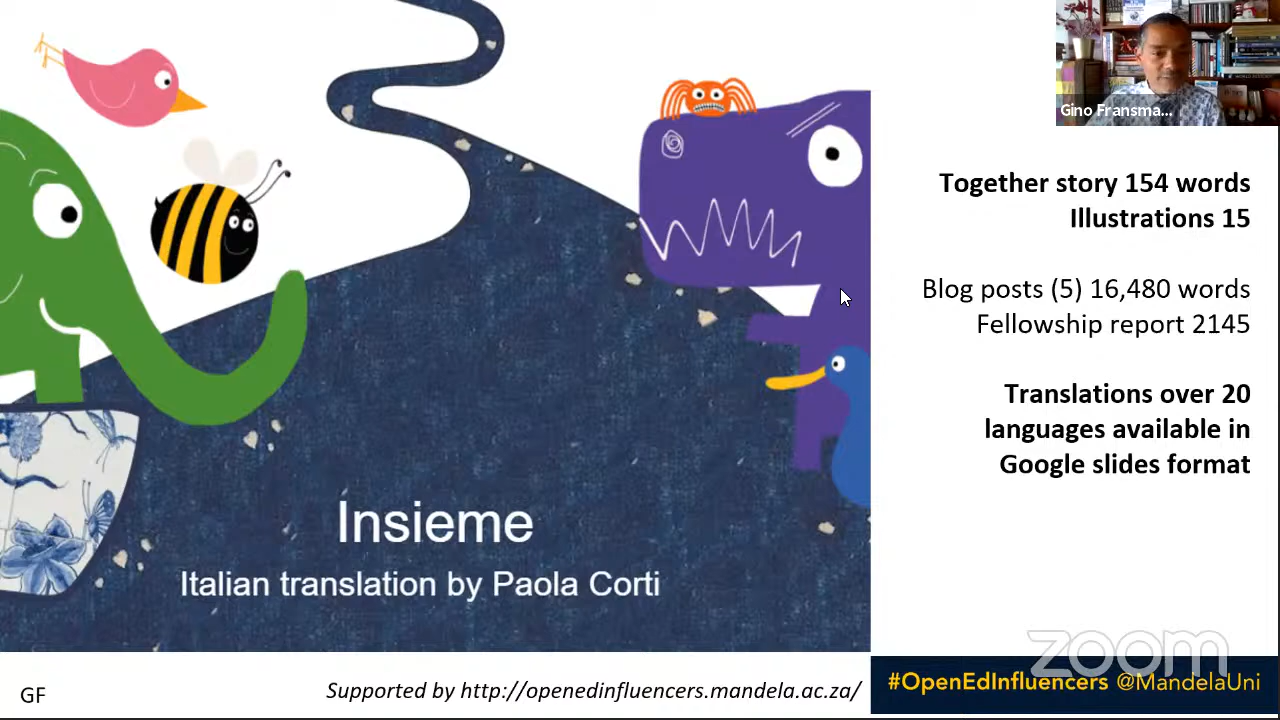 Gino Fransma...
Together story 154 words
Illustrations 15
Blog posts (5) 16,480 words
Fellowship report 2145
Translations over 20
languages available in
Google slides format
Insieme
Italian translation by Paola Corti
zoom
GF
Supported by http://openedinfluencers.mandela.ac.za/
#OpenEdInfluencers @MandelaUni